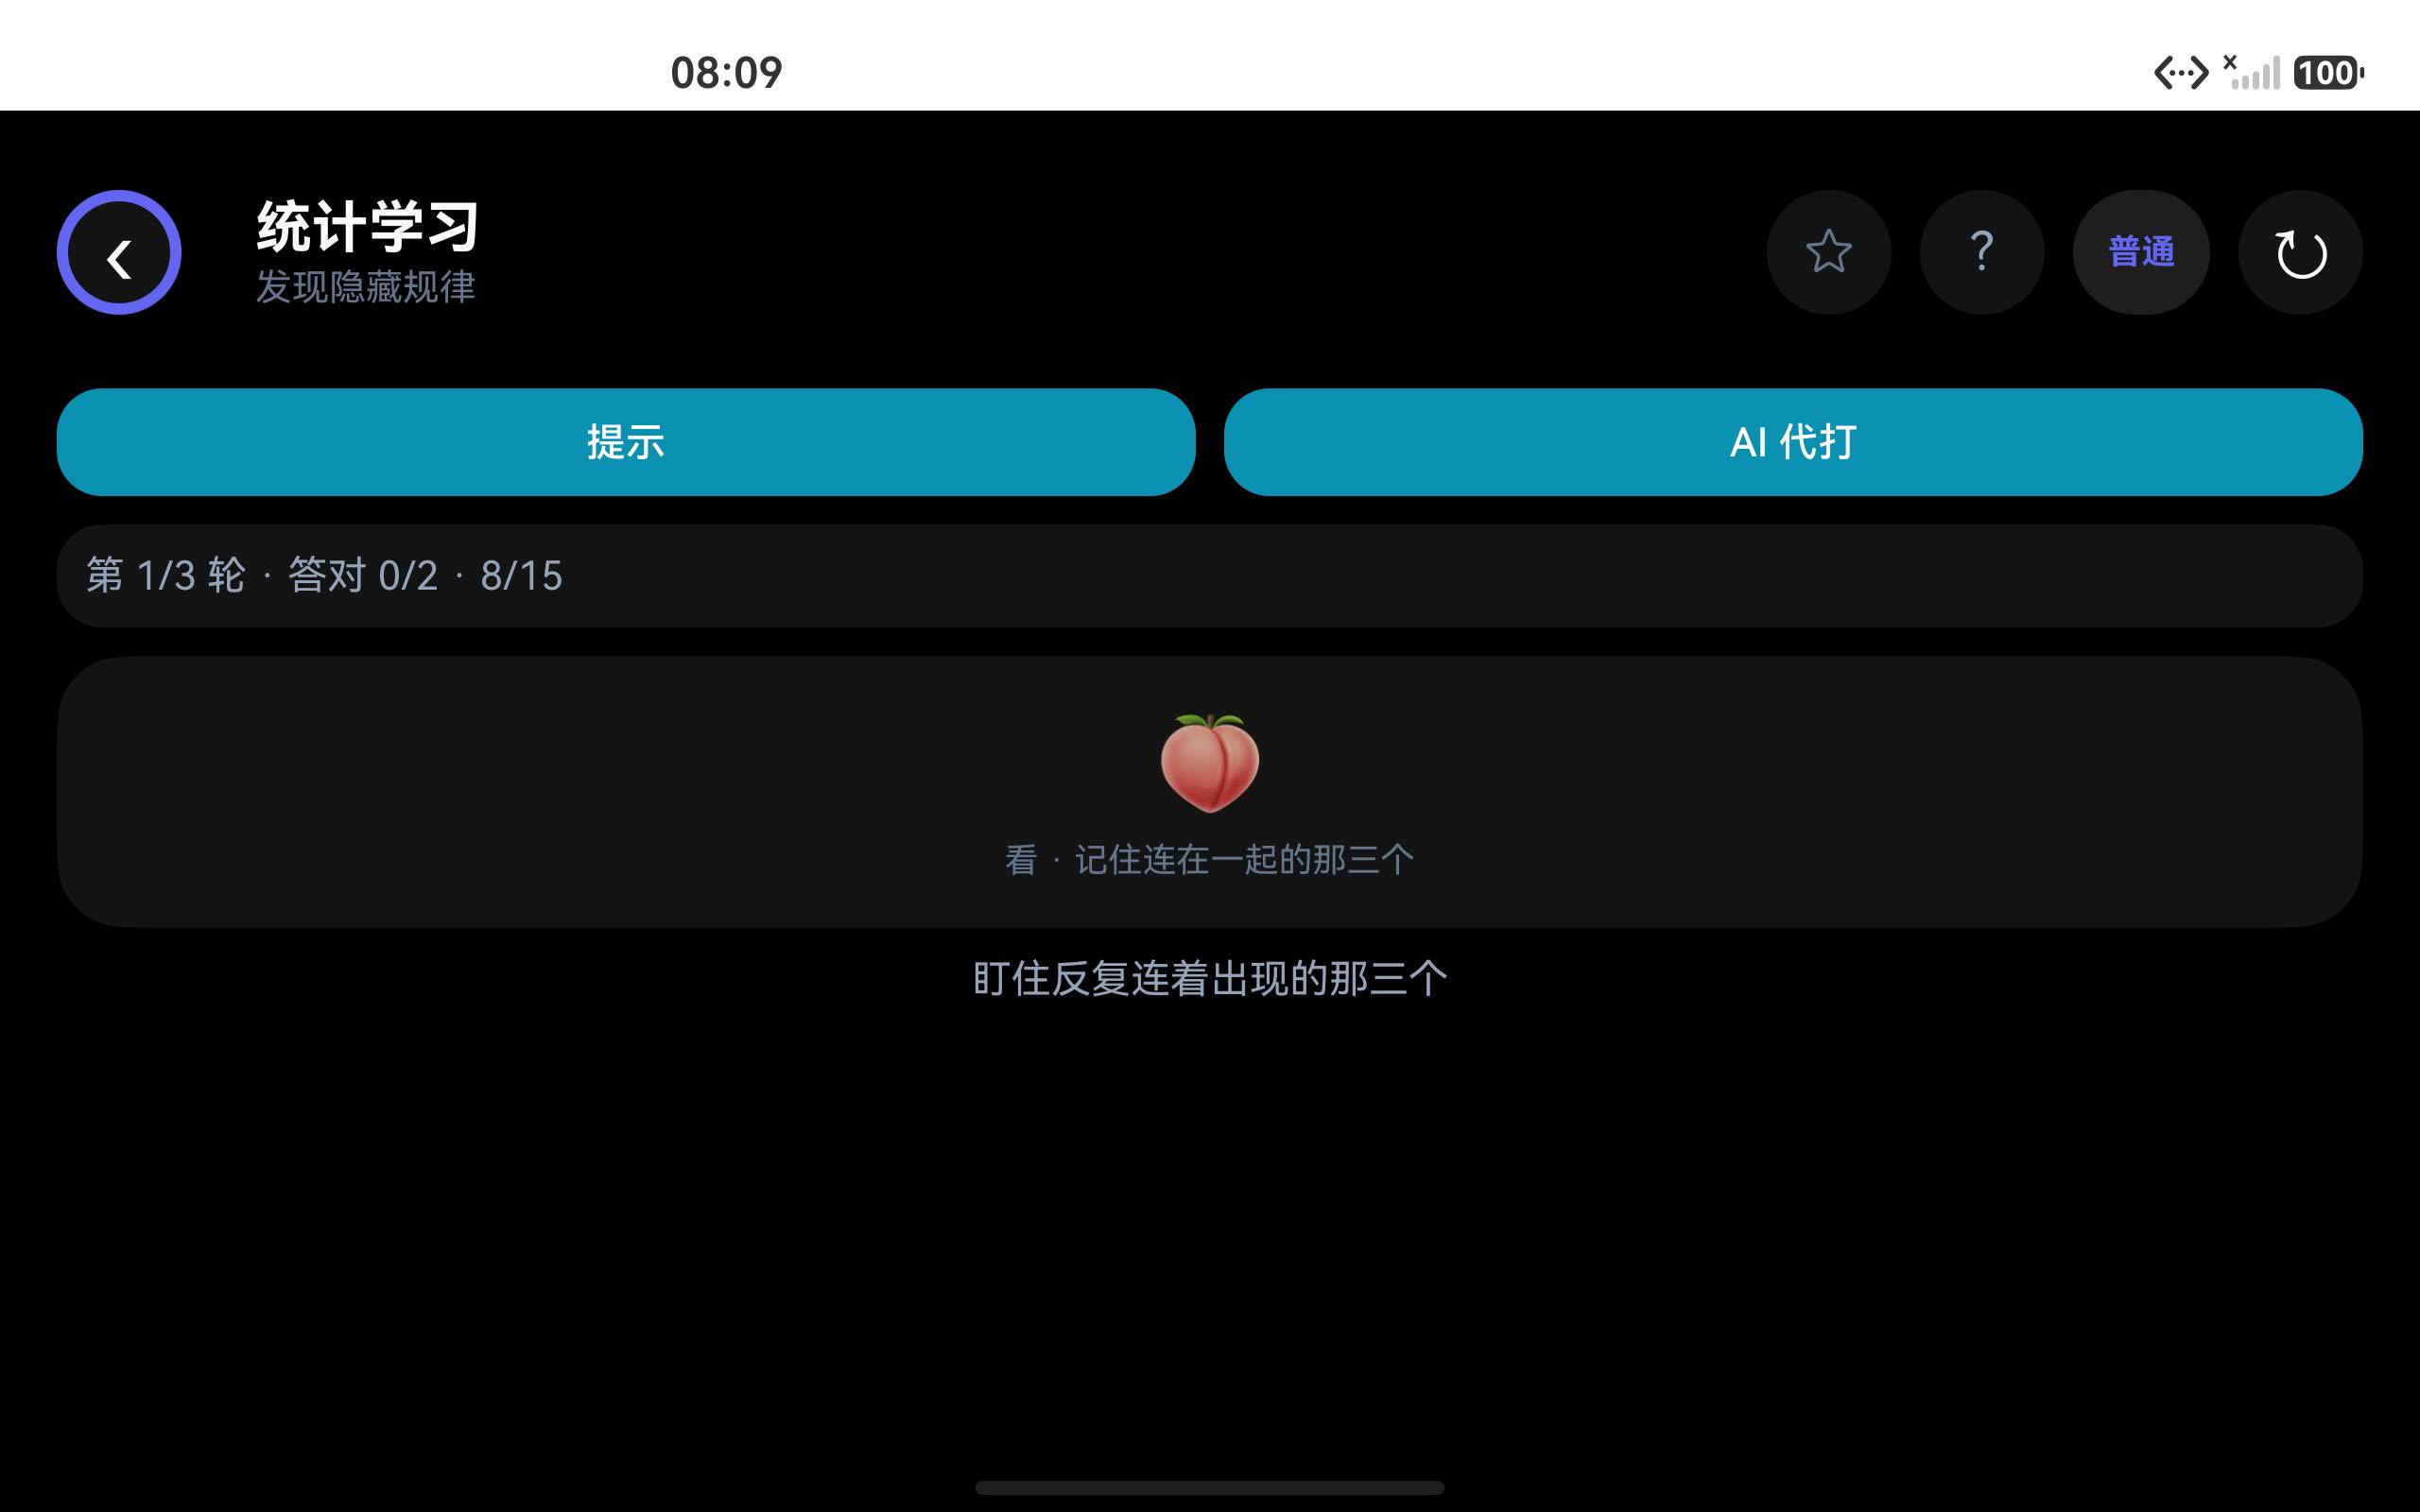 08:09
100
统计学习
发现隐藏规律
?
普通
提示
AI 代打
第 1/3 轮 · 答对 0/2 · 8/15
看 · 记住连在一起的那三个
盯住反复连着出现的那三个